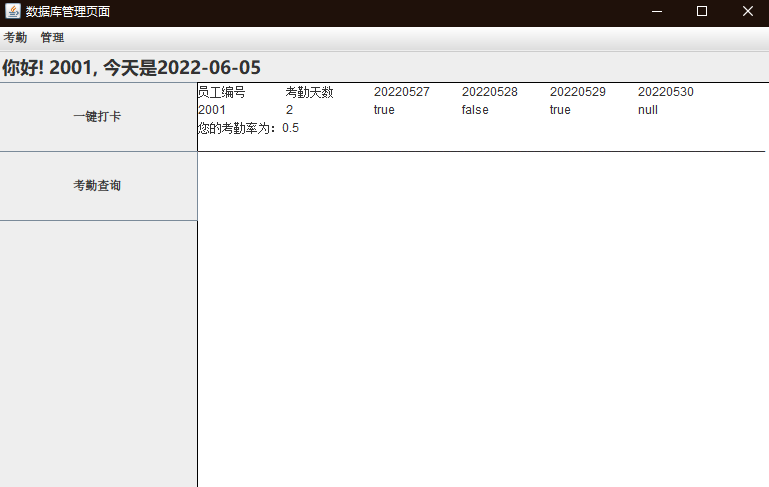 数据库管理页面
考勤 管理
你好! 2001, 今天是2022-06-05
一键打卡
考勤查询
员工编号 考勤天数 20220527 20220528 20220529 20220530
2001 2 true false true null
您的考勤率为：0.5